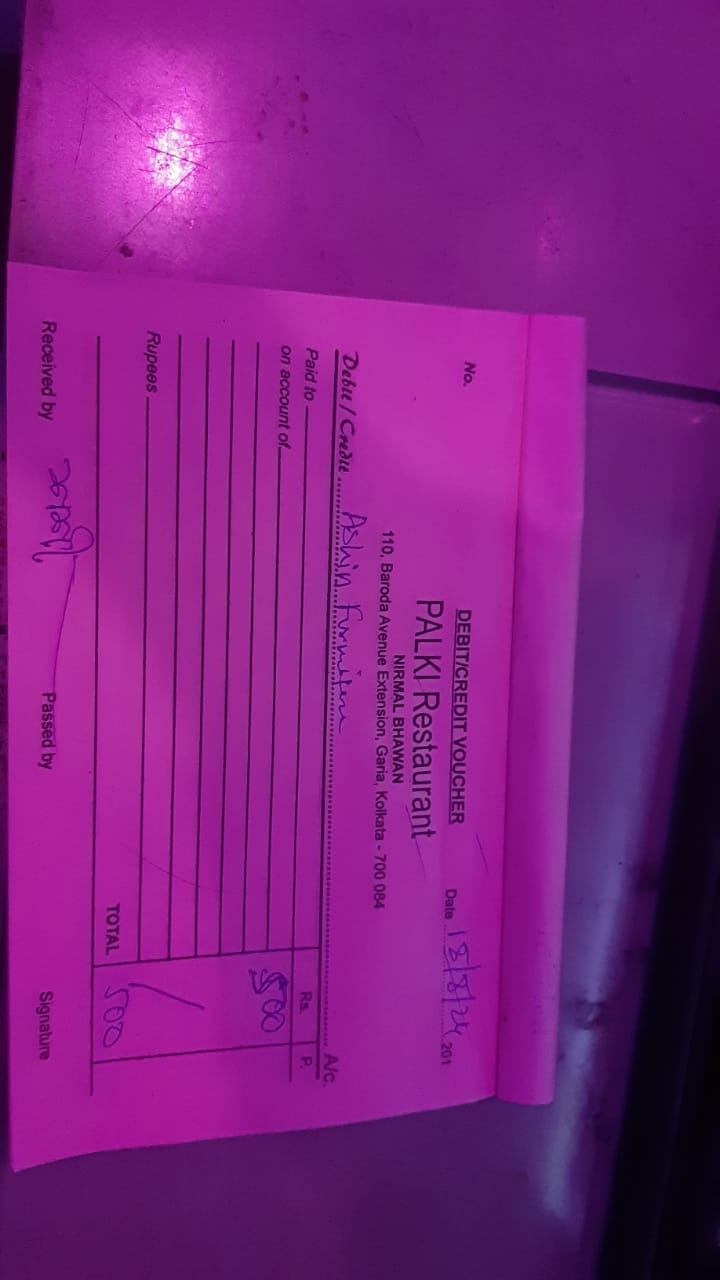 DEBIT/CREDIT VOUCHER
No.
PALKI Restaurant
Date 18/8/24 201
NIRMAL BHAWAN
110, Baroda Avenue Extension, Garia, Kolkata - 700 084
Debit / Credit Ashin Furniture A/c.
Paid to Rs. P.
on account of 500
Rupees
TOTAL 500
Received by Passed by Signature